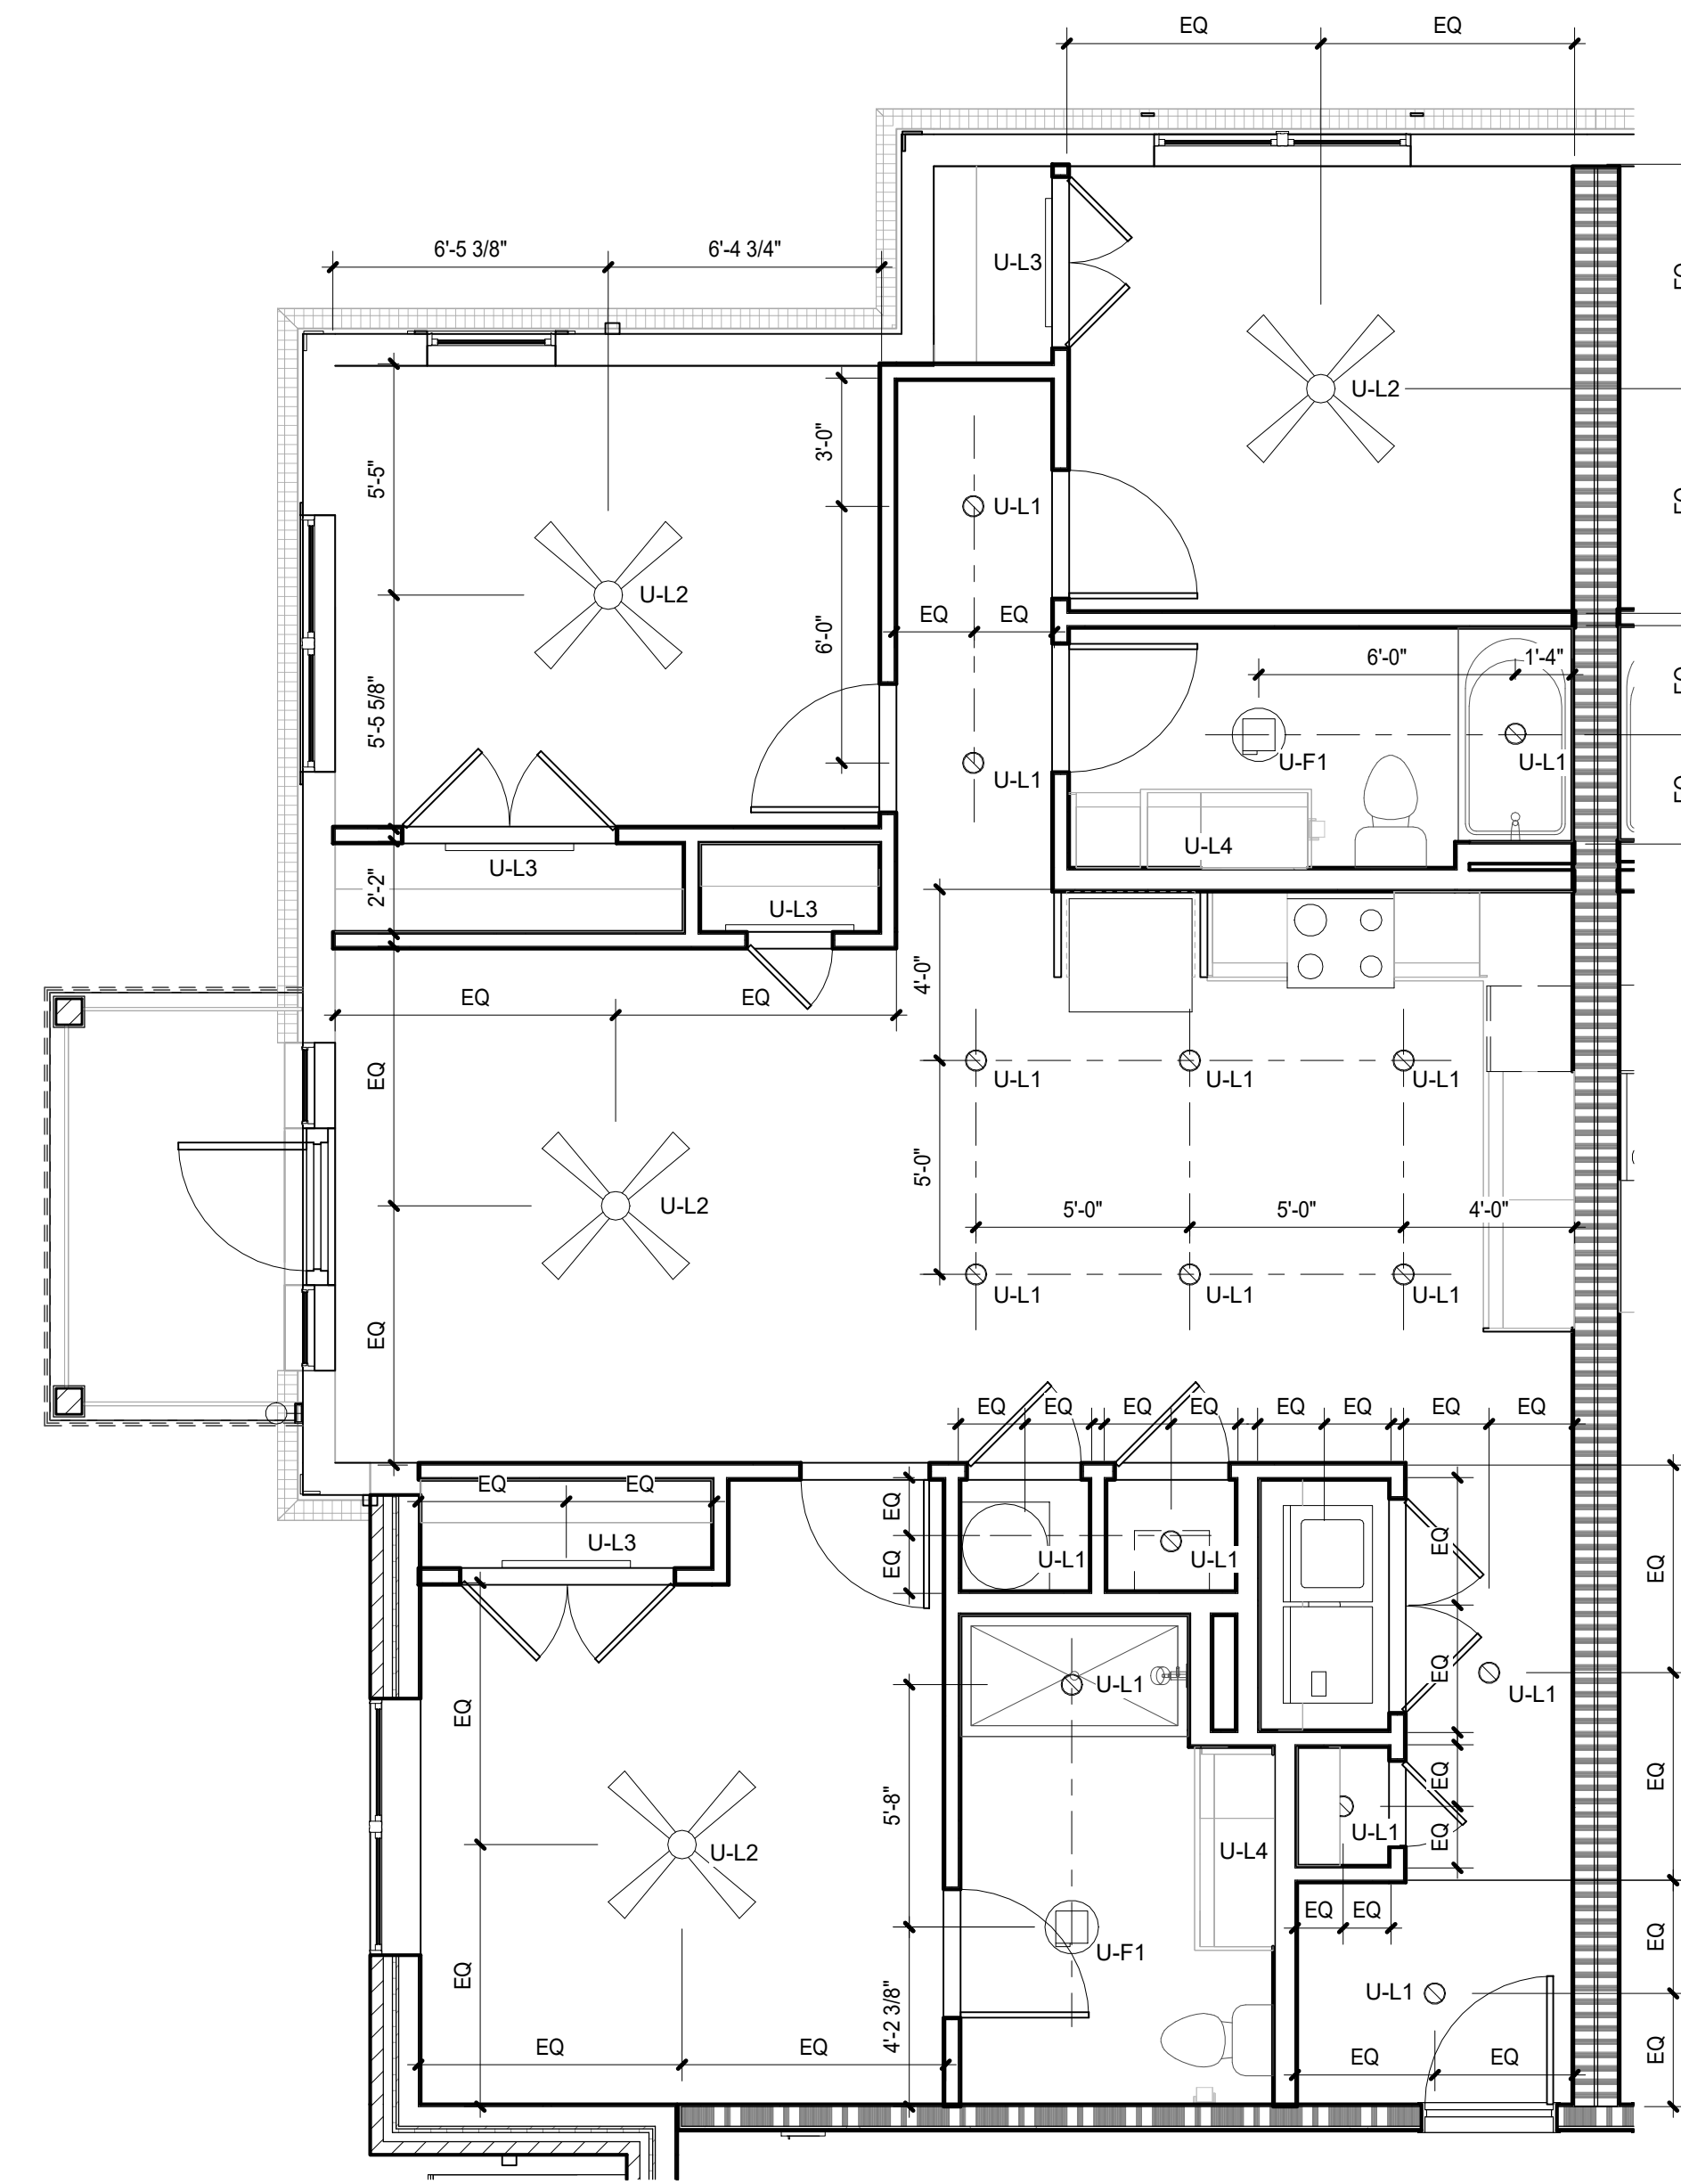 EQ EQ
6'-5 3/8" 6'-4 3/4"
U-L3
EQ
U-L2
3'-0"
5'-5"
EQ
U-L1
U-L2
EQ EQ
6'-0"
6'-0" 1'-4"
EQ
5'-5 5/8"
U-F1 U-L1
U-L1
EQ
U-L4
U-L3
2'-2"
U-L3
4'-0"
EQ EQ
EQ
U-L1 U-L1 U-L1
5'-0"
U-L2
5'-0" 5'-0" 4'-0"
U-L1 U-L1 U-L1
EQ
EQ EQ EQ EQ EQ EQ EQ EQ
EQ EQ
EQ
EQ
U-L3
U-L1 U-L1
EQ
EQ
EQ
EQ
U-L1
U-L1
EQ
EQ
EQ
5'-8"
U-L1
EQ
U-L2
U-L4
EQ EQ
EQ
U-F1
EQ
U-L1
4'-2 3/8"
EQ EQ
EQ EQ
EQ